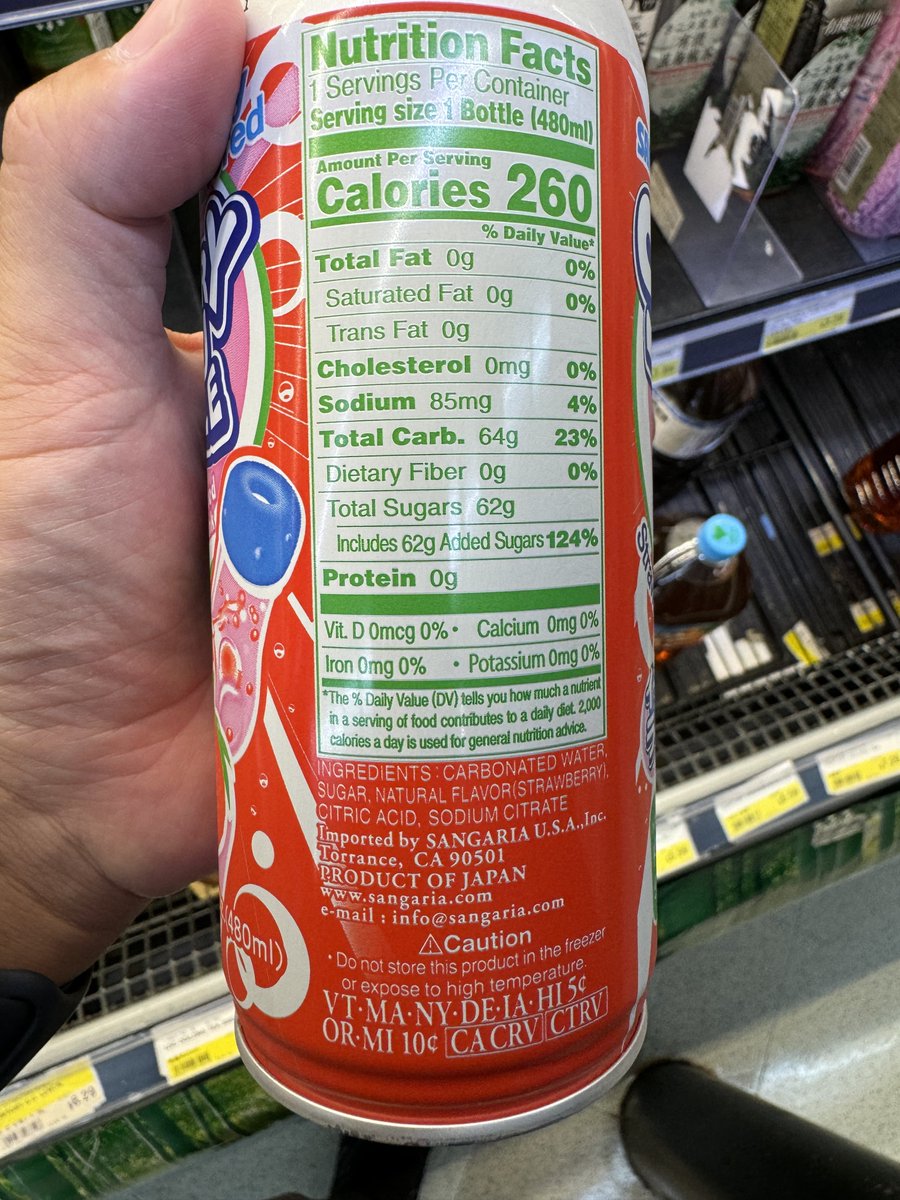 Nutrition Facts
1 Servings Per Container
Serving size 1 Bottle (480ml)
Amount Per Serving
Calories 260
% Daily Value*
Total Fat 0g 0%
Saturated Fat 0g 0%
Trans Fat 0g
Cholesterol 0mg 0%
Sodium 85mg 4%
Total Carb. 64g 23%
Dietary Fiber 0g 0%
Total Sugars 62g
Includes 62g Added Sugars 124%
Protein 0g
Vit. D 0mcg 0% • Calcium 0mg 0%
Iron 0mg 0% • Potassium 0mg 0%
*The % Daily Value (DV) tells you how much a nutrient
in a serving of food contributes to a daily diet. 2,000
calories a day is used for general nutrition advice.
INGREDIENTS : CARBONATED WATER,
SUGAR, NATURAL FLAVOR(STRAWBERRY),
CITRIC ACID, SODIUM CITRATE
Imported by SANGARIA U.S.A.,Inc.
Torrance, CA 90501
PRODUCT OF JAPAN
www.sangaria.com
e-mail : info@sangaria.com
⚠Caution
• Do not store this product in the freezer
or expose to high temperature.
VT·MA·NY·DE·IA·HI 5¢
OR·MI 10¢ CA CRV CTRV
(480ml)